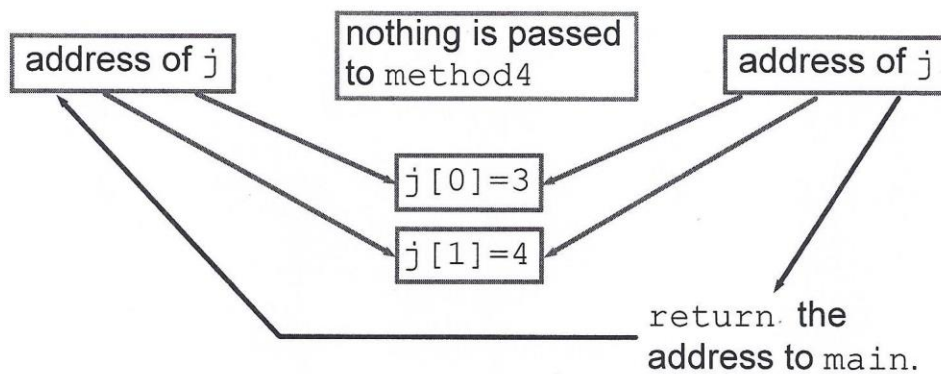 nothing is passed
to method4
address of j
address of j
j[0]=3
j[1]=4
return the
address to main.